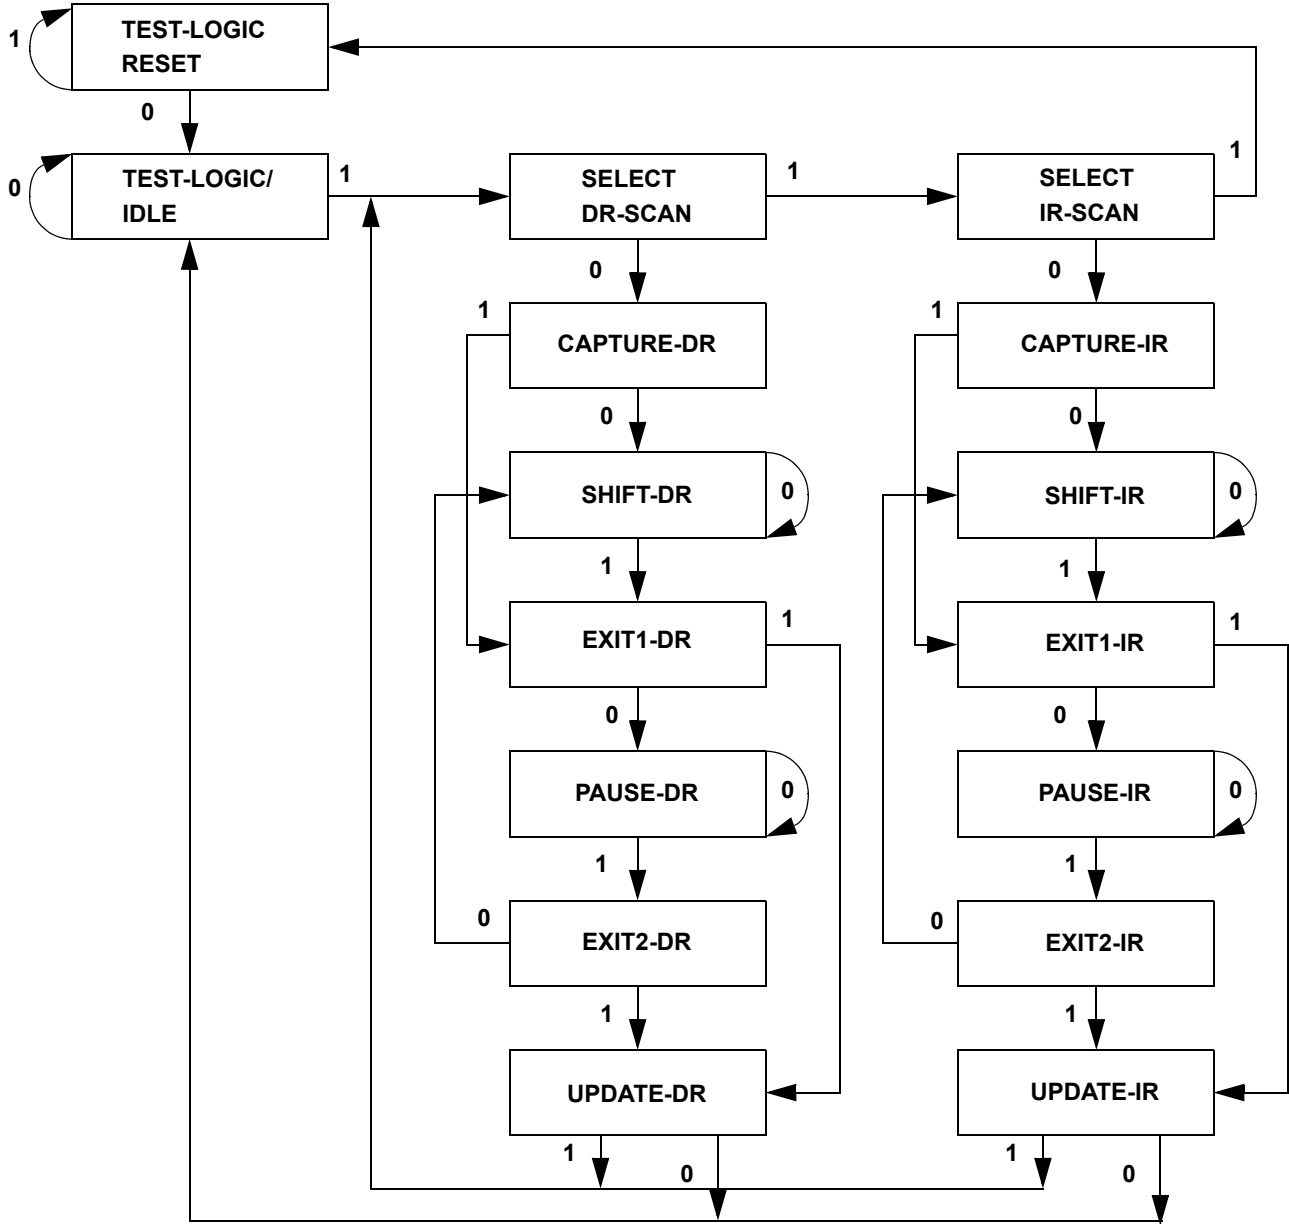 TEST-LOGIC
RESET
1
0
TEST-LOGIC/
IDLE
0
1
SELECT
DR-SCAN
1
SELECT
IR-SCAN
1
0
0
1
CAPTURE-DR
1
CAPTURE-IR
0
0
SHIFT-DR
0
SHIFT-IR
0
1
1
EXIT1-DR
1
EXIT1-IR
1
0
0
PAUSE-DR
0
PAUSE-IR
0
1
1
0
EXIT2-DR
0
EXIT2-IR
1
1
UPDATE-DR
UPDATE-IR
1
0
1
0